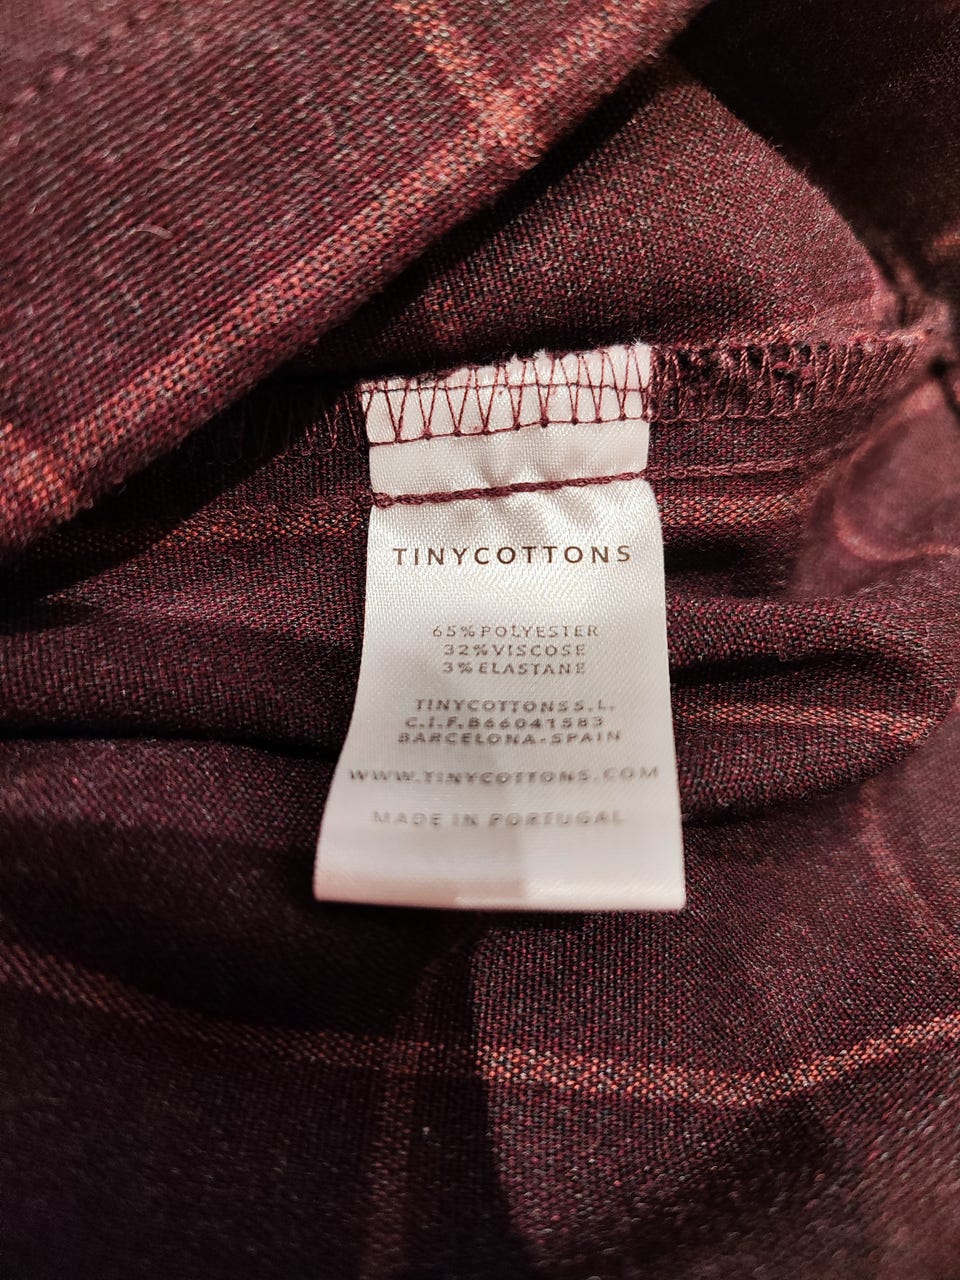 TINYCOTTONS
65%POLYESTER
32%VISCOSE
3%ELASTANE
TINYCOTTONS S.L.
C.I.F.B66041583
BARCELONA-SPAIN
WWW.TINYCOTTONS.COM
MADE IN PORTUGAL